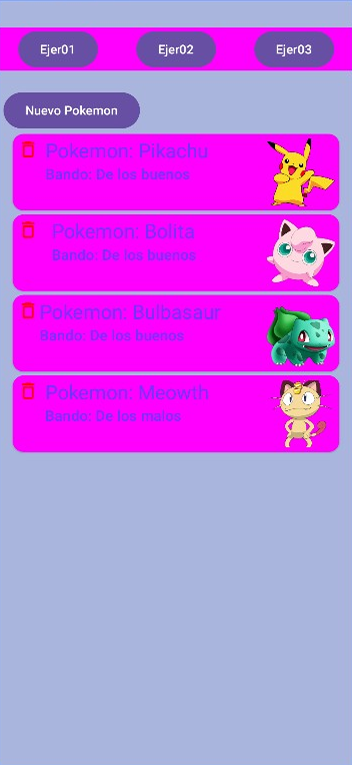 Ejer01 Ejer02 Ejer03
Nuevo Pokemon
Pokemon: Pikachu
Bando: De los buenos
Pokemon: Bolita
Bando: De los buenos
Pokemon: Bulbasaur
Bando: De los buenos
Pokemon: Meowth
Bando: De los malos